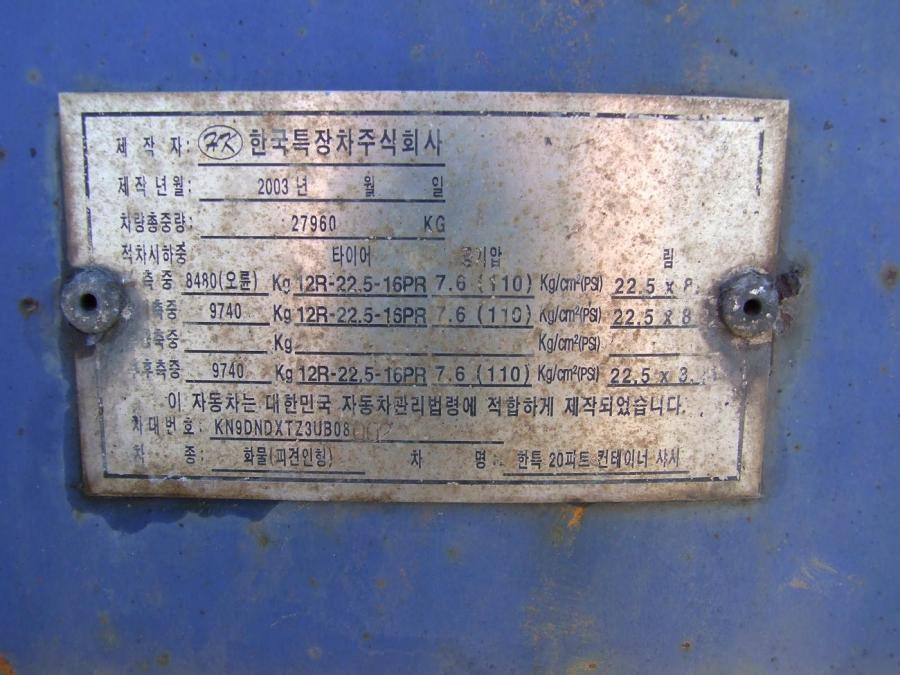 제 작 자: HK 한국특장차주식회사
제작년월: 2003 년 월 일
차량총중량: 27960 KG
적차시하중 타이어 공기압 림
축중 8480(오륜) Kg 12R-22.5-16PR 7.6 (110) Kg/cm²(PSI) 22.5 x 8.
축중 9740 Kg 12R-22.5-16PR 7.6 (110) Kg/cm²(PSI) 22.5 x 8
축중: Kg Kg/cm²(PSI)
후축중 9740 Kg 12R-22.5-16PR 7.6 (110) Kg/cm²(PSI) 22.5 x
이 자동차는 대한민국 자동차관리법령에 적합하게 제작되었습니다.
차대번호: KN9DNDXTZ3UB08
차 종: 화물(피견인형) 차 명: 한특 20피트 컨테이너 샤시